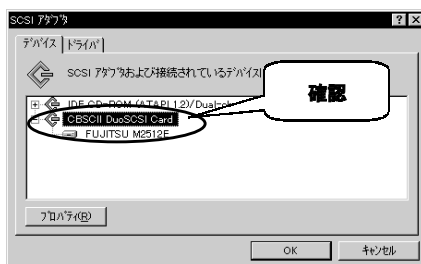 SCSI ｱﾀﾞﾌﾟﾀ
ﾃﾞﾊﾞｲｽ
ﾄﾞﾗｲﾊﾞ
SCSI ｱﾀﾞﾌﾟﾀおよび接続されているﾃﾞﾊﾞｲｽ
IDE CD-ROM (ATAPI 1.2)/Dual-ch
確認
CBSCII DuoSCSI Card
FUJITSU M2512E
ﾌﾟﾛﾊﾟﾃｨ(R)
OK
ｷｬﾝｾﾙ